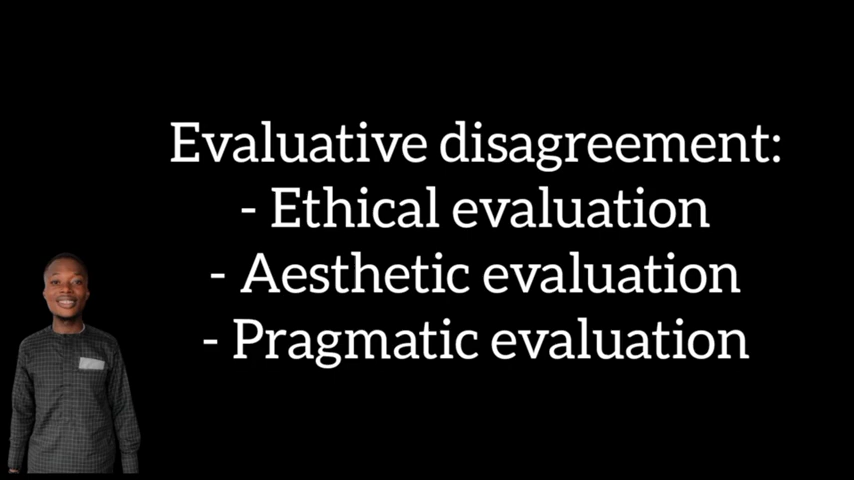 Evaluative disagreement:
- Ethical evaluation
- Aesthetic evaluation
- Pragmatic evaluation